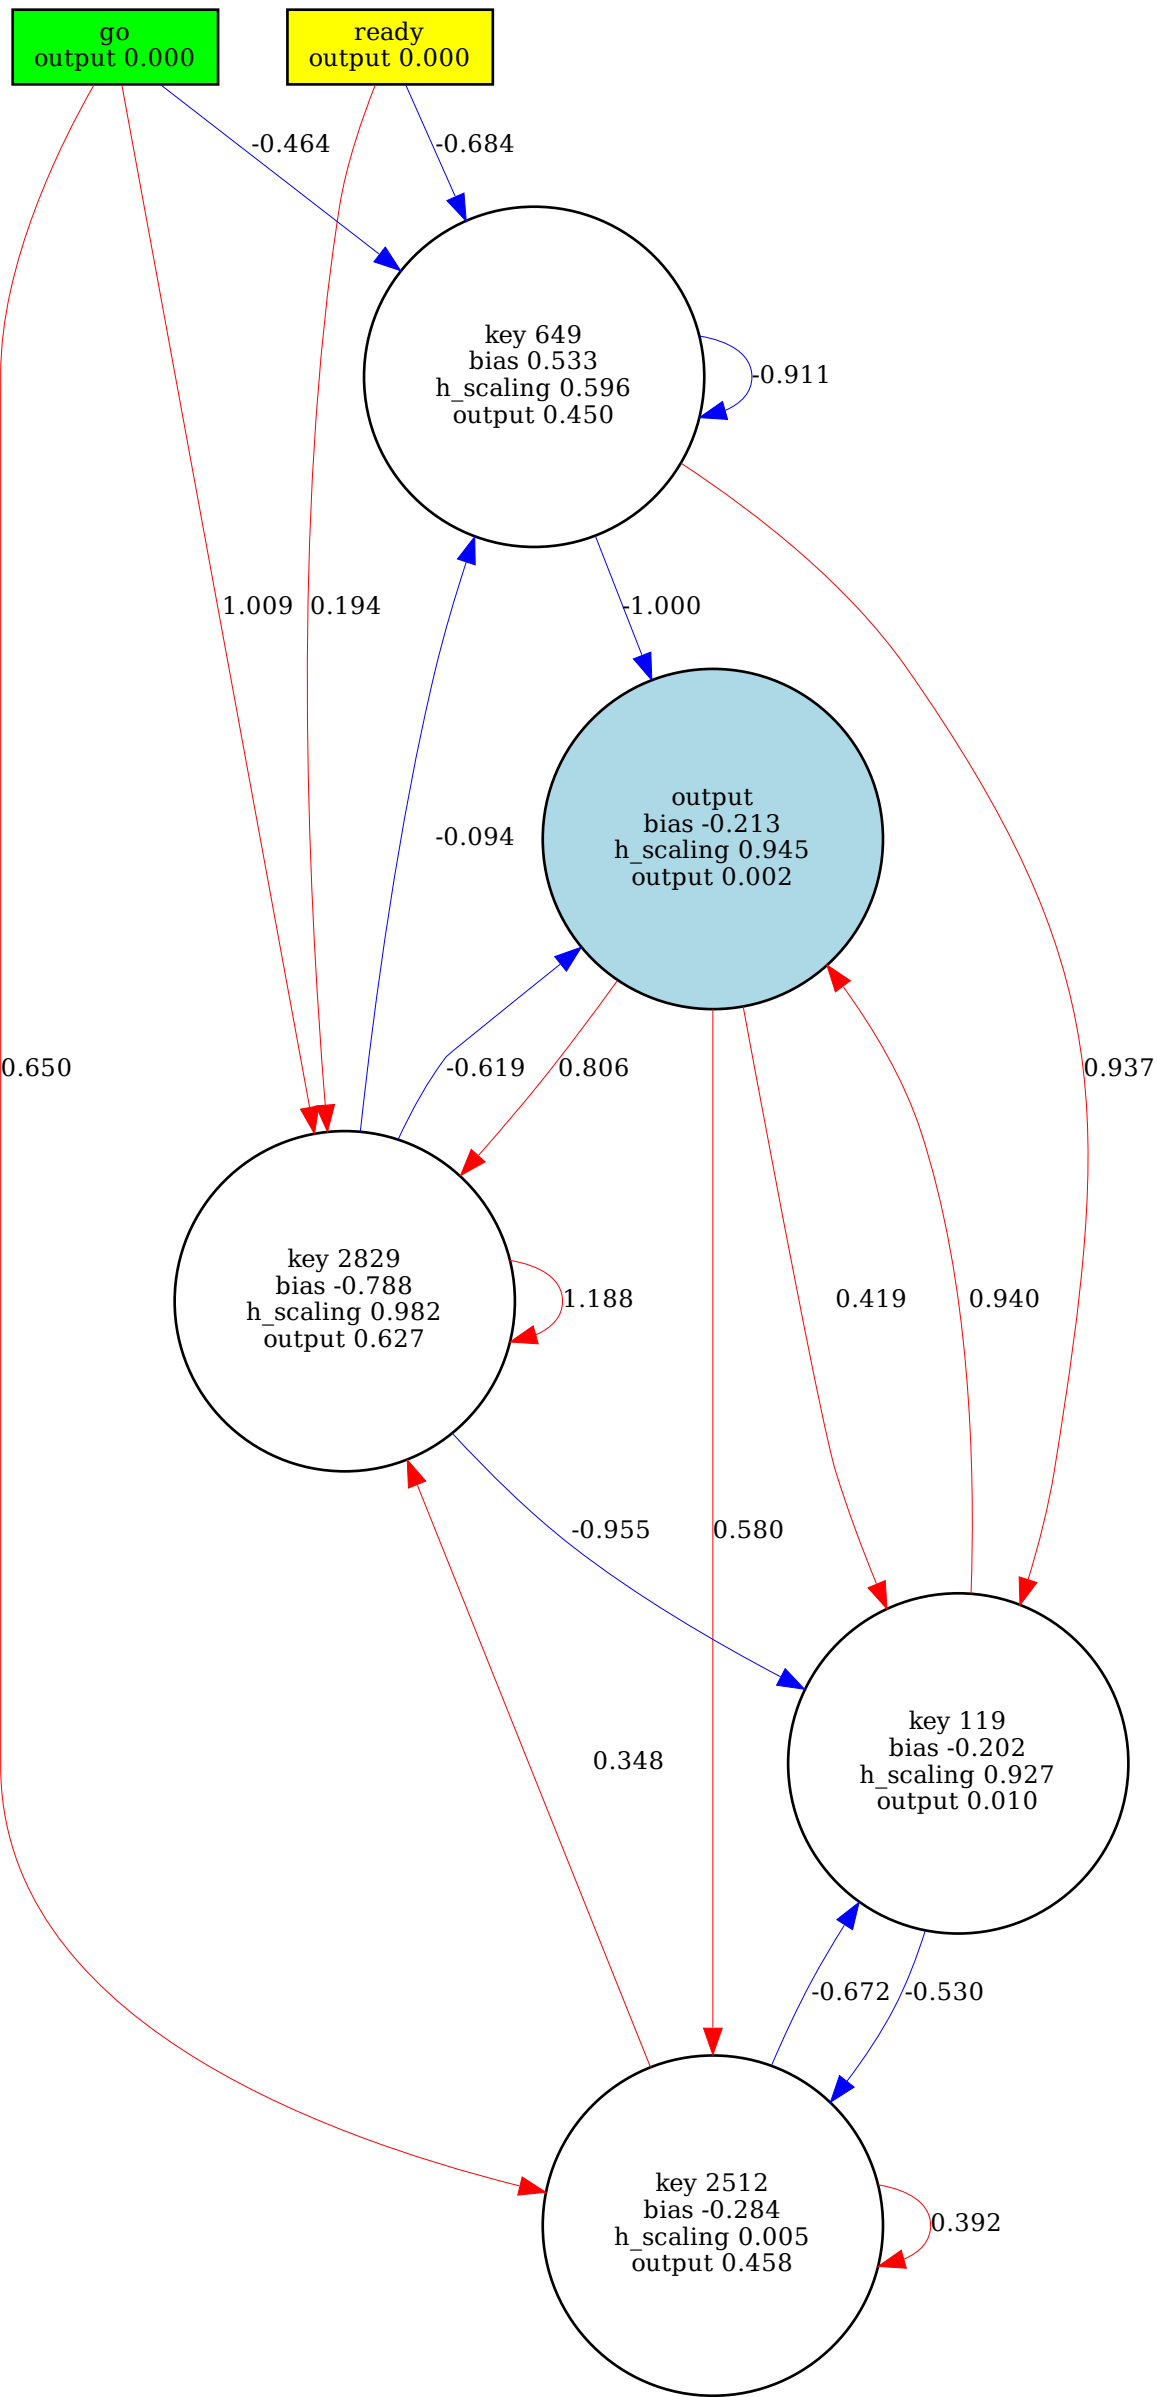 go
output 0.000
ready
output 0.000
-0.464
-0.684
key 649
bias 0.533
h_scaling 0.596
output 0.450
-0.911
1.009
0.194
-1.000
output
bias -0.213
h_scaling 0.945
output 0.002
-0.094
0.650
-0.619
0.806
0.937
key 2829
bias -0.788
h_scaling 0.982
output 0.627
1.188
0.419
0.940
-0.955
0.580
key 119
bias -0.202
h_scaling 0.927
output 0.010
0.348
-0.672
-0.530
key 2512
bias -0.284
h_scaling 0.005
output 0.458
0.392